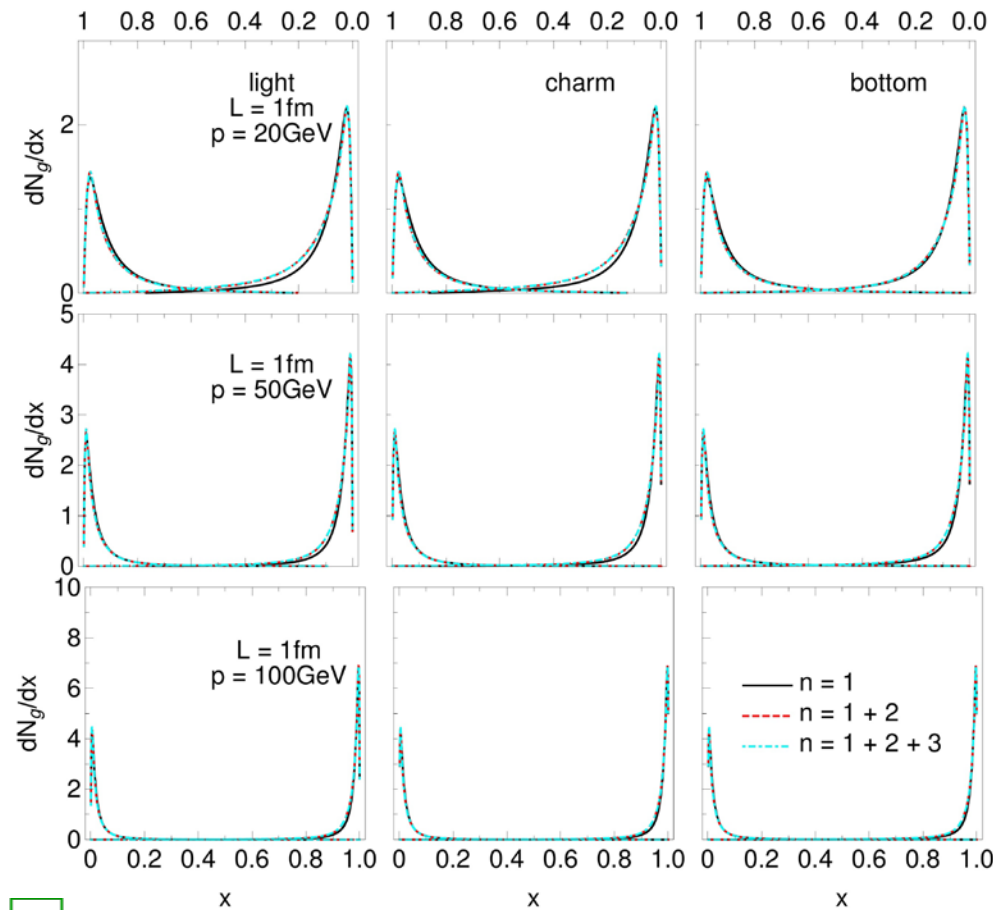 1 0.8 0.6 0.4 0.2 0.0 1 0.8 0.6 0.4 0.2 0.0 1 0.8 0.6 0.4 0.2 0.0
light charm bottom
L = 1fm
p = 20GeV
dNg/dx
2
0
5
4
3
2
1
0
L = 1fm
p = 50GeV
dNg/dx
10
8
6
4
2
0
L = 1fm
p = 100GeV
dNg/dx
n = 1
n = 1 + 2
n = 1 + 2 + 3
0 0.2 0.4 0.6 0.8 1.0 0 0.2 0.4 0.6 0.8 1.0 0 0.2 0.4 0.6 0.8 1.0
x x x